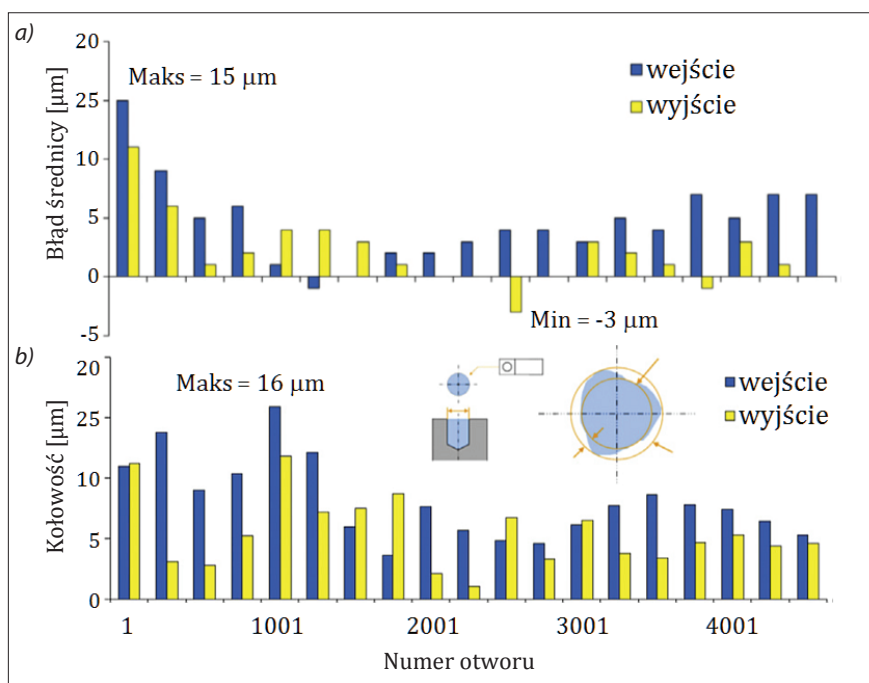 a)
Błąd średnicy [μm]
20
25
10
5
0
-5
Maks = 15 μm
wejście
wyjście
Min = -3 μm
b)
Kołowość [μm]
20
25
10
5
0
Maks = 16 μm
wejście
wyjście
1 1001 2001 3001 4001
Numer otworu